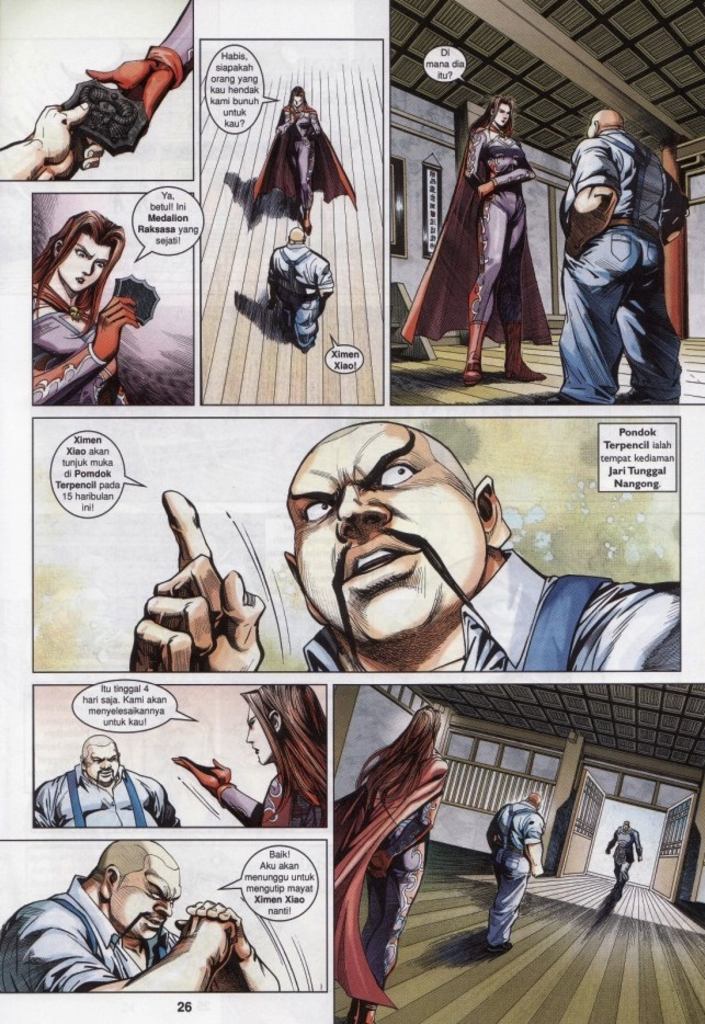 Habis,
siapakah
orang yang
kau hendak
kami bunuh
untuk
kau?
Di
mana dia
itu?
Ya,
betul! Ini
Medalion
Raksasa yang
sejati!
Ximen
Xiao!
Ximen
Xiao akan
tunjuk muka
di Pomdok
Terpencil pada
15 haribulan
ini!
Pondok
Terpencil ialah
tempat kediaman
Jari Tunggal
Nangong.
Itu tinggal 4
hari saja. Kami akan
menyelesaikannya
untuk kau!
Baik!
Aku akan
menunggu untuk
mengutip mayat
Ximen Xiao
nanti!
26